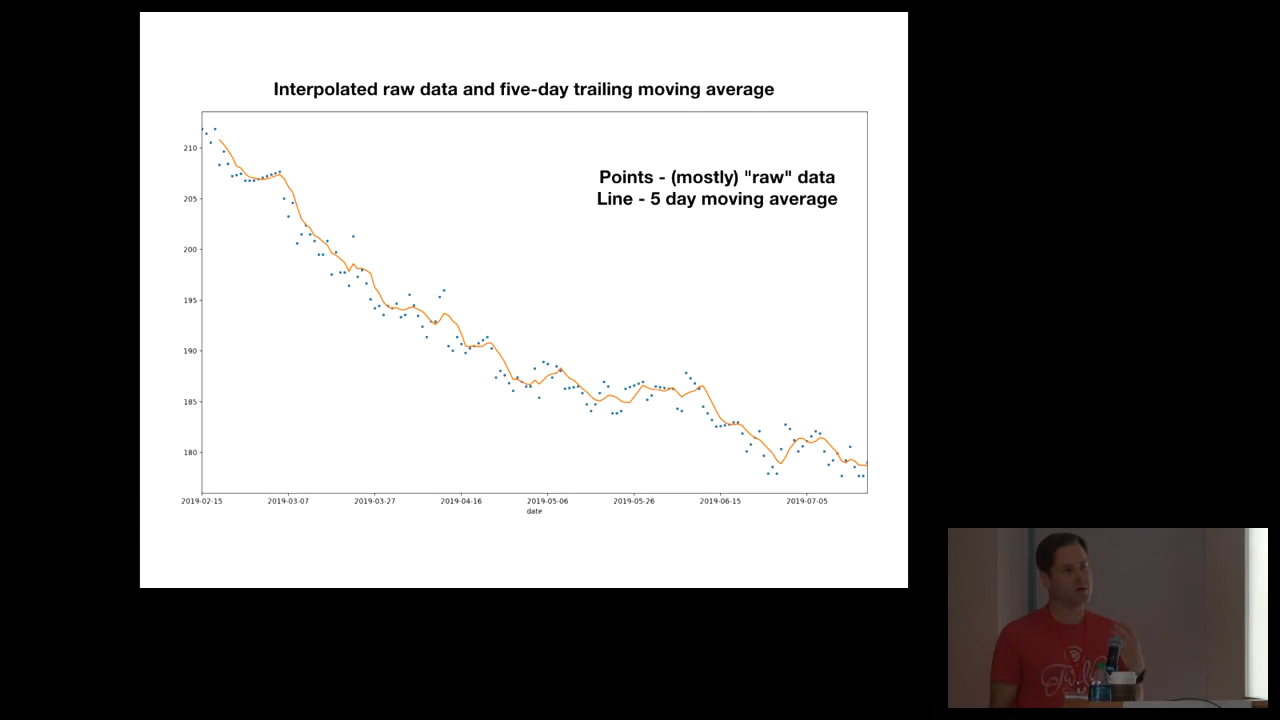 Interpolated raw data and five-day trailing moving average
Points - (mostly) "raw" data
Line - 5 day moving average
210
205
200
195
190
185
180
2019-02-15 2019-03-07 2019-03-27 2019-04-16 2019-05-06 2019-05-26 2019-06-15 2019-07-05
date